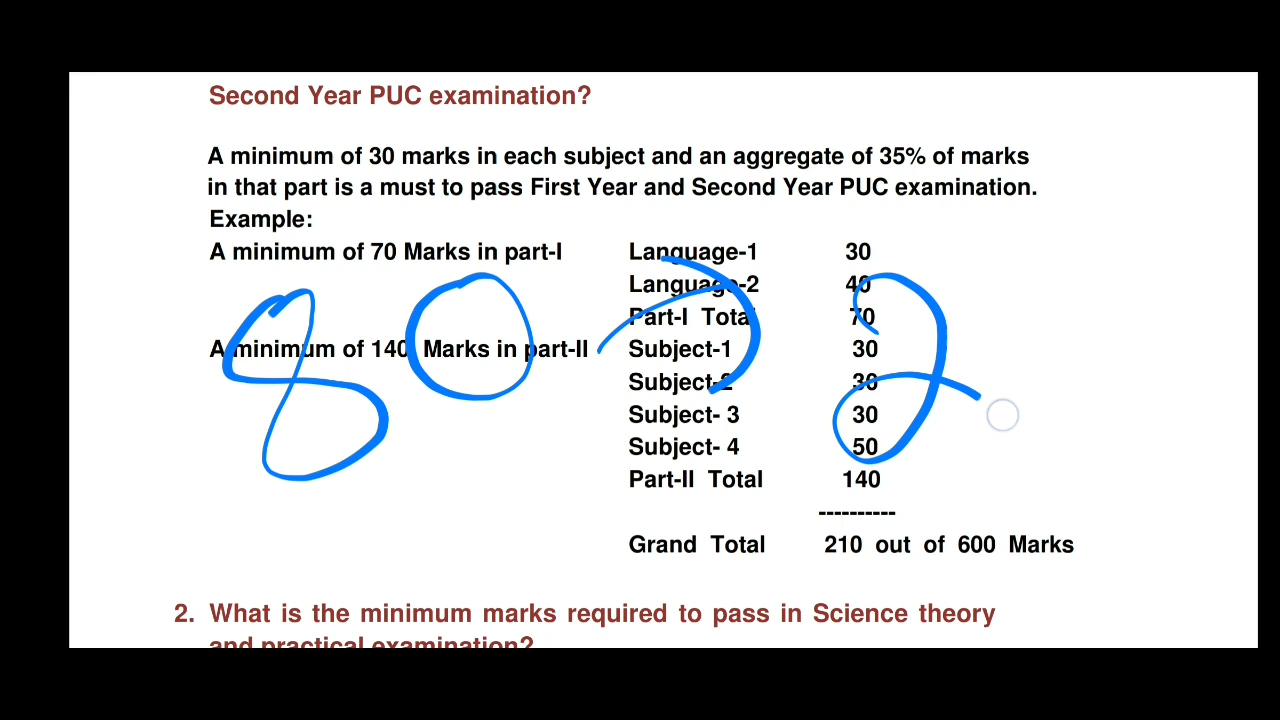 Second Year PUC examination?
A minimum of 30 marks in each subject and an aggregate of 35% of marks
in that part is a must to pass First Year and Second Year PUC examination.
Example:
A minimum of 70 Marks in part-I Language-1 30
Language-2 40
Part-I Total 70
A minimum of 140 Marks in part-II Subject-1 30
Subject-2 30
Subject- 3 30
Subject- 4 50
Part-II Total 140
----------
Grand Total 210 out of 600 Marks
2. What is the minimum marks required to pass in Science theory
and practical examination?
80